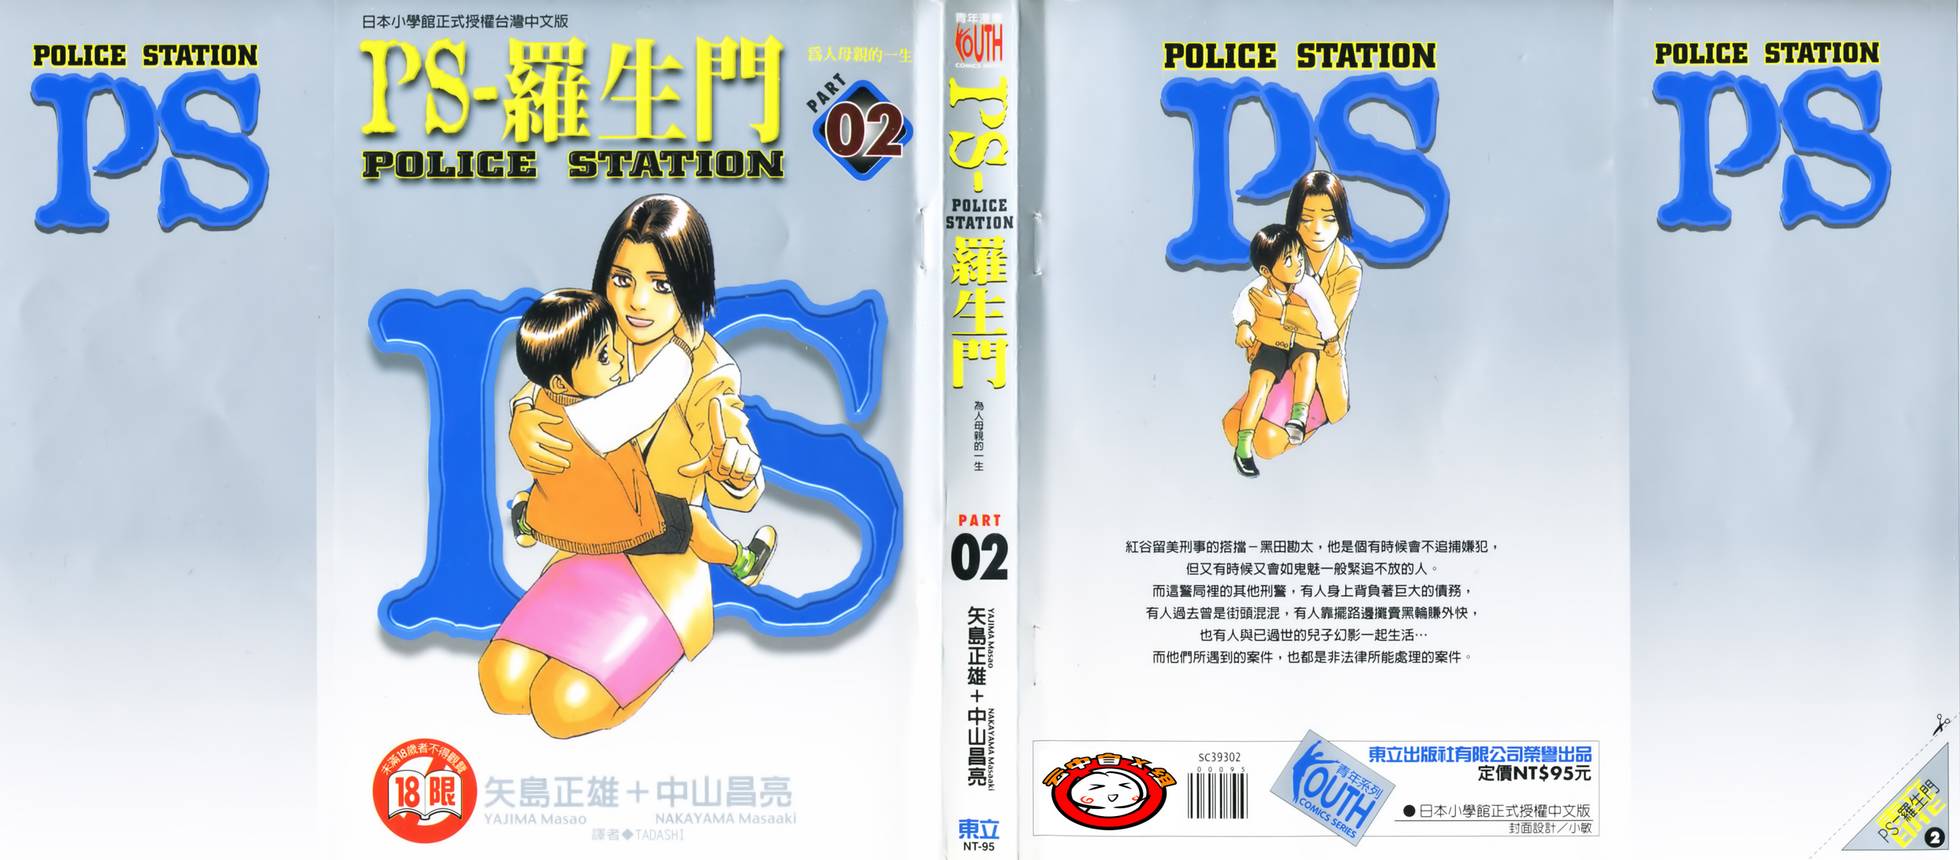 POLICE STATION
PS
日本小學館正式授權台灣中文版
PS-羅生門
為人母親的一生
PART
02
POLICE STATION
PS
未滿18歲者不得觀賞
18限
矢島正雄+中山昌亮
YAJIMA Masao
NAKAYAMA Masaaki
譯者◆TADASHI
青年漫畫
YOUTH
COMICS SERIES
PS-
POLICE
STATION
羅生門
為人母親的一生
PART
02
矢島正雄+中山昌亮
YAJIMA Masao
NAKAYAMA Masaaki
東立
NT-95
POLICE STATION
PS
紅谷留美刑事的搭擋-黑田勘太,他是個有時候會不追捕嫌犯,
但又有時候又會如鬼魅一般緊追不放的人。
而這警局裡的其他刑警,有人身上背負著巨大的債務,
有人過去曾是街頭混混,有人靠擺路邊攤賣黑輪賺外快,
也有人與已過世的兒子幻影一起生活…
而他們所遇到的案件,也都是非法律所能處理的案件。
云中盲X組
SC39302
00095
青年系列
YOUTH
COMICS SERIES
東立出版社有限公司榮譽出品
定價NT$95元
●日本小學館正式授權中文版
封面設計/小敏
POLICE STATION
PS
PS-羅生門
2